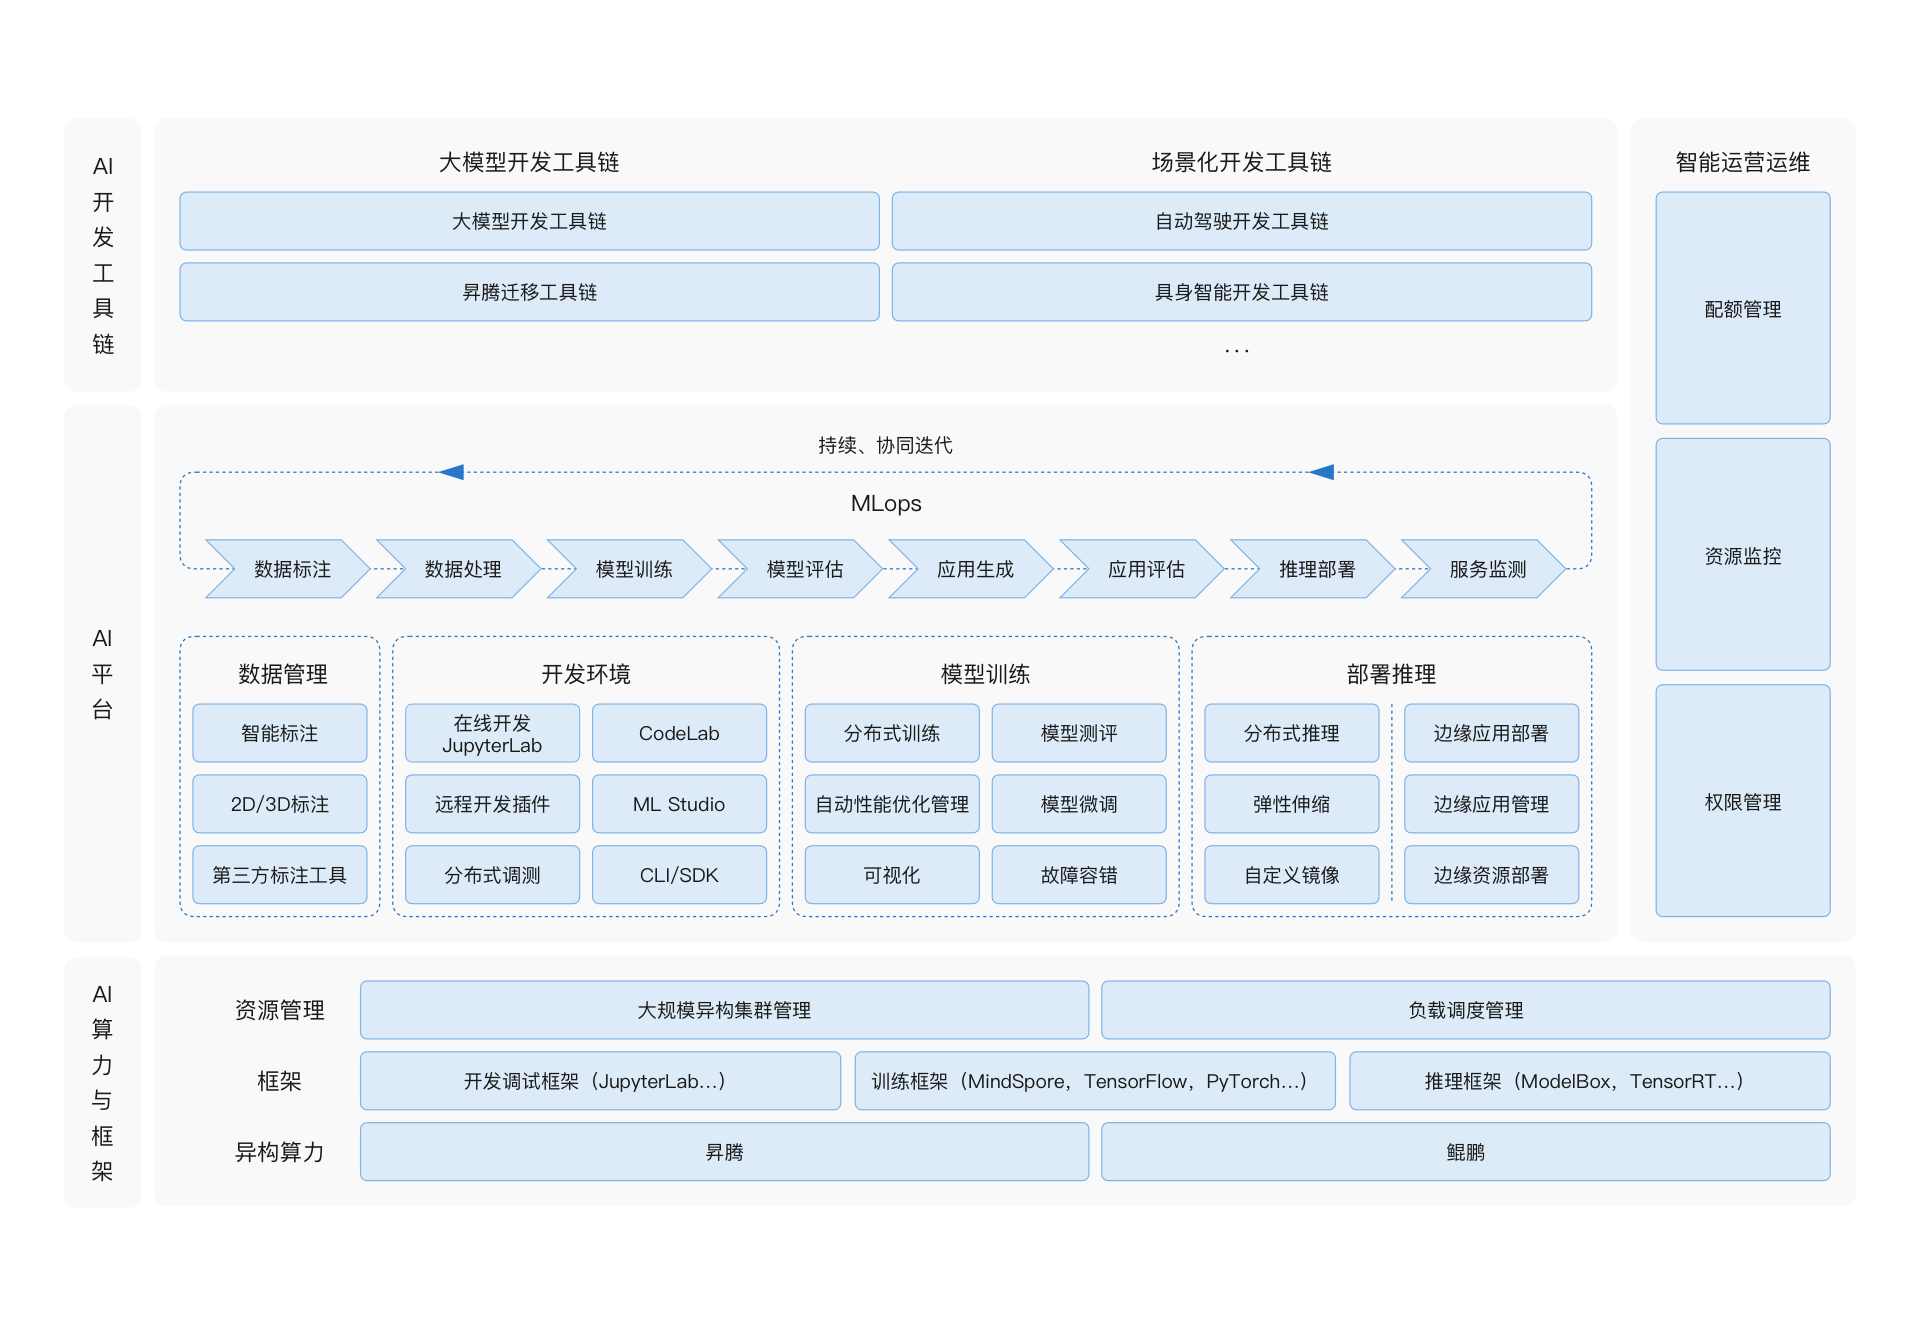 AI
开
发
工
具
链
大模型开发工具链
场景化开发工具链
大模型开发工具链
自动驾驶开发工具链
昇腾迁移工具链
具身智能开发工具链
...
智能运营运维
配额管理
资源监控
权限管理
AI
平
台
持续、协同迭代
MLops
数据标注
数据处理
模型训练
模型评估
应用生成
应用评估
推理部署
服务监测
数据管理
智能标注
2D/3D标注
第三方标注工具
开发环境
在线开发
JupyterLab
CodeLab
远程开发插件
ML Studio
分布式调测
CLI/SDK
模型训练
分布式训练
模型测评
自动性能优化管理
模型微调
可视化
故障容错
部署推理
分布式推理
边缘应用部署
弹性伸缩
边缘应用管理
自定义镜像
边缘资源部署
AI
算
力
与
框
架
资源管理
大规模异构集群管理
负载调度管理
框架
开发调试框架（JupyterLab...）
训练框架（MindSpore，TensorFlow，PyTorch...）
推理框架（ModelBox，TensorRT...）
异构算力
昇腾
鲲鹏